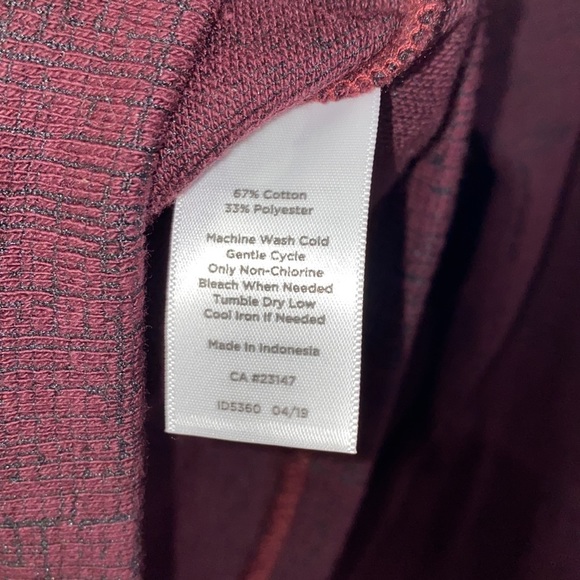 67% Cotton
33% Polyester
Machine Wash Cold
Gentle Cycle
Only Non-Chlorine
Bleach When Needed
Tumble Dry Low
Cool Iron If Needed
Made in Indonesia
CA #23147
ID5360 04/19